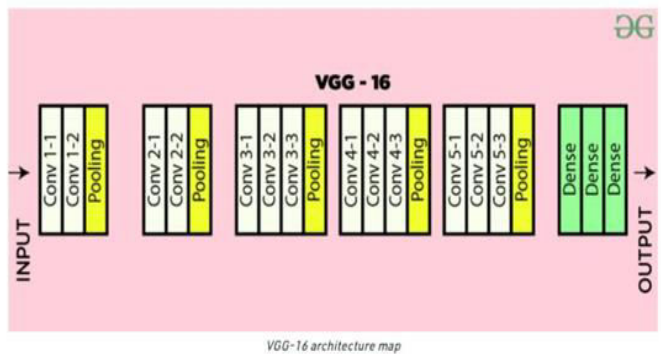 VGG - 16
INPUT
Conv 1-1
Conv 1-2
Pooling
Conv 2-1
Conv 2-2
Pooling
Conv 3-1
Conv 3-2
Conv 3-3
Pooling
Conv 4-1
Conv 4-2
Conv 4-3
Pooling
Conv 5-1
Conv 5-2
Conv 5-3
Pooling
Dense
Dense
Dense
OUTPUT
VGG-16 architecture map